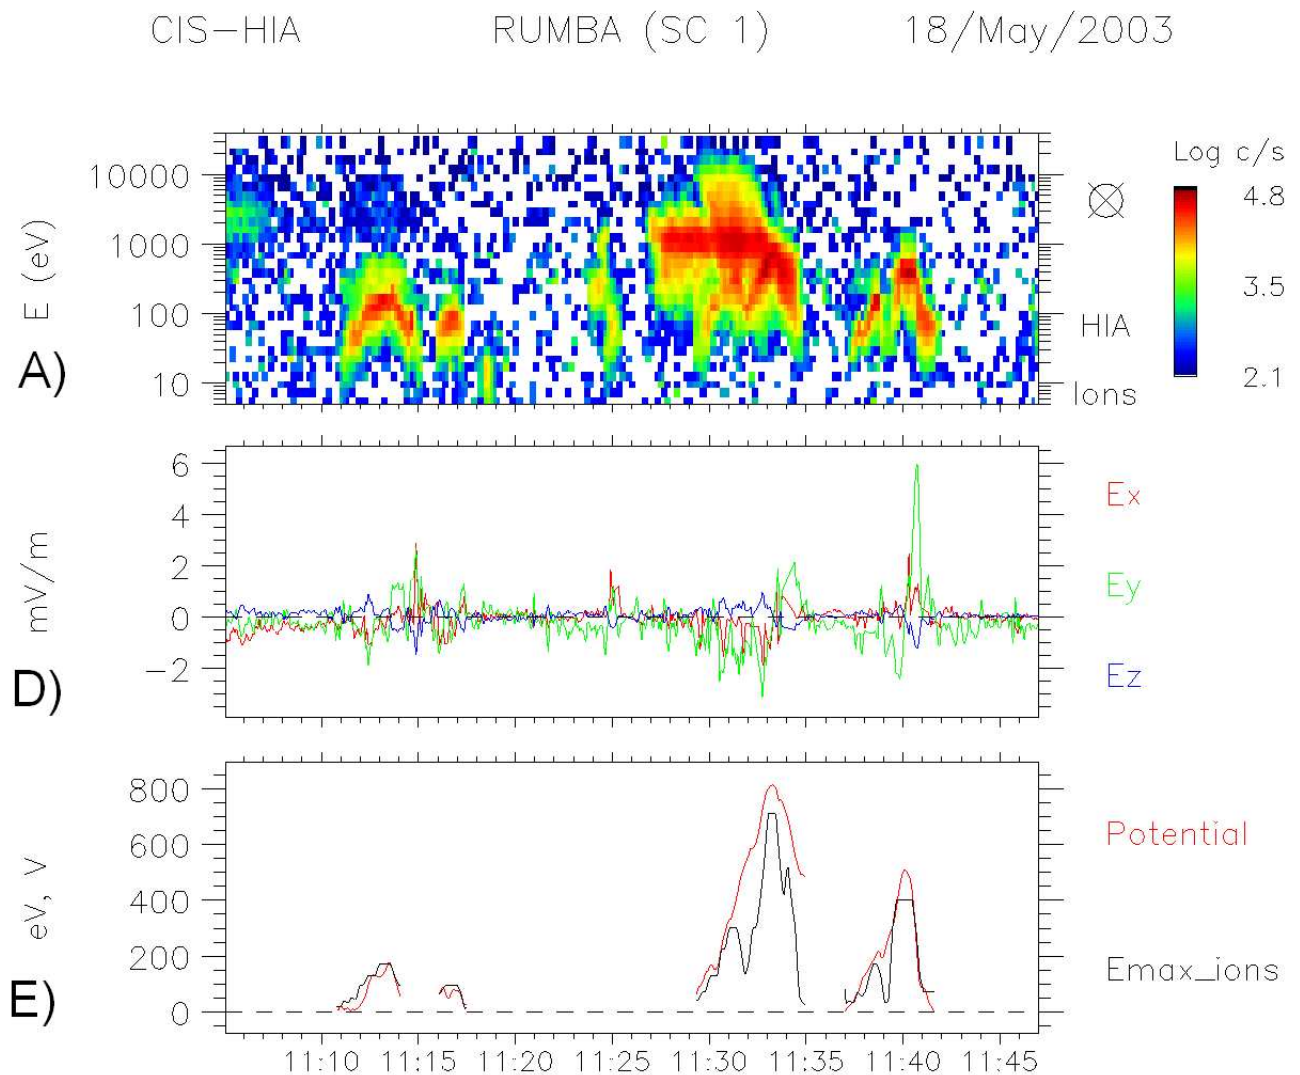 CIS-HIA RUMBA (SC 1) 18/May/2003
Log c/s
10000
1000
100
10
E (eV)
A)
4.8
3.5
2.1
HIA
Ions
6
4
2
0
-2
mV/m
D)
Ex
Ey
Ez
800
600
400
200
0
eV, V
E)
Potential
Emax_ions
11:10 11:15 11:20 11:25 11:30 11:35 11:40 11:45